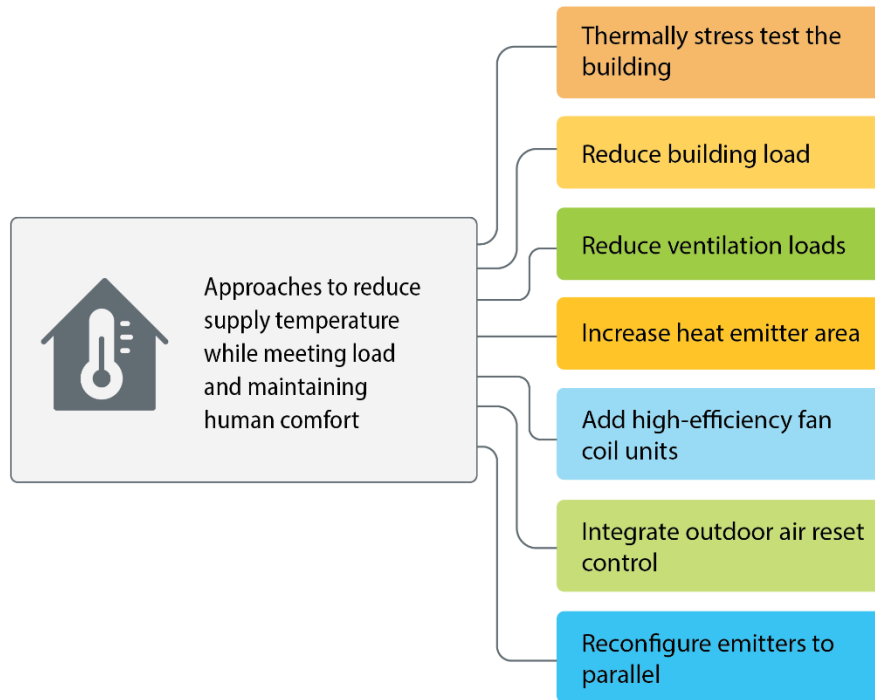 Thermally stress test the
building
Reduce building load
Reduce ventilation loads
Approaches to reduce
supply temperature
while meeting load
and maintaining
human comfort
Increase heat emitter area
Add high-efficiency fan
coil units
Integrate outdoor air reset
control
Reconfigure emitters to
parallel